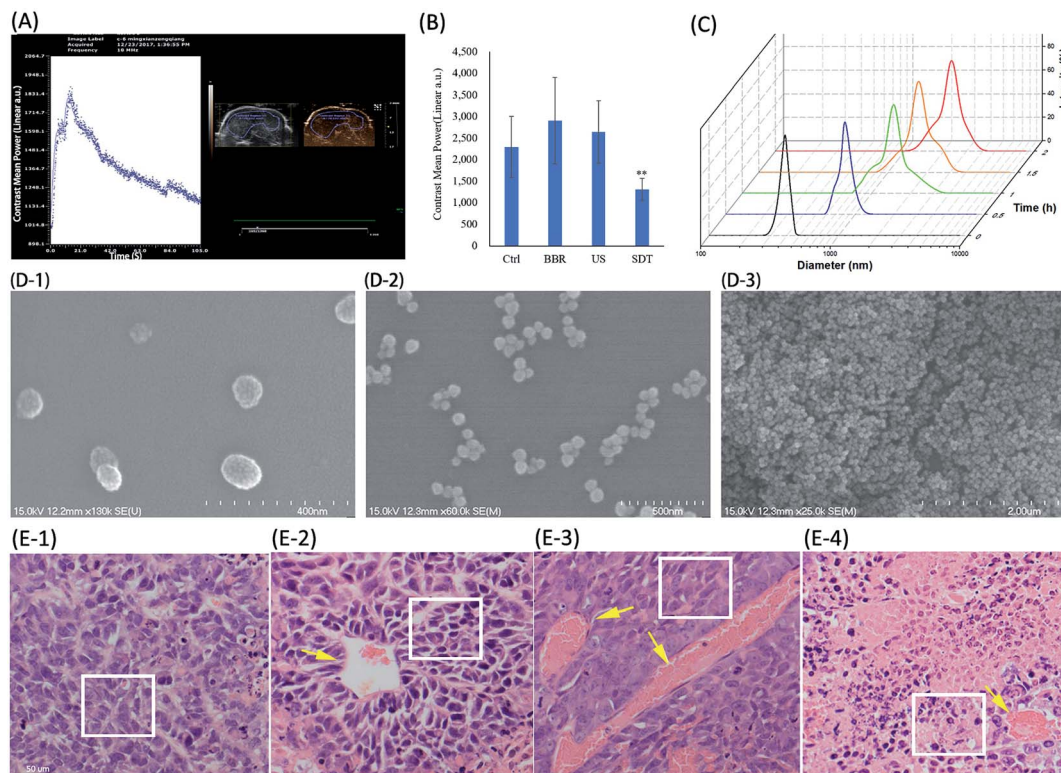 (A)
Image Label c-6 mingxianzengqiang
Acquired 12/23/2017, 1:36:55 PM
Frequency 18 MHz
Contrast Mean Power (Linear a.u.)
2064.7
1948.1
1831.4
1714.7
1598.1
1481.4
1364.7
1248.1
1131.4
1014.8
898.1
0.0 21.0 42.0 63.0 84.0 105.0
Time (S)
(B)
Contrast Mean Power(Linear a.u.)
4,500
4,000
3,500
3,000
2,500
2,000
1,500
1,000
500
0
**
Ctrl BBR US SDT
(C)
80
60
40
20
0
2
1.5
1
0.5
0
Time (h)
100 1000 10000
Diameter (nm)
(D-1)
15.0kV 12.2mm x130k SE(U) 400nm
(D-2)
15.0kV 12.3mm x60.0k SE(M) 500nm
(D-3)
15.0kV 12.3mm x25.0k SE(M) 2.00um
(E-1)
50 um
(E-2)
(E-3)
(E-4)